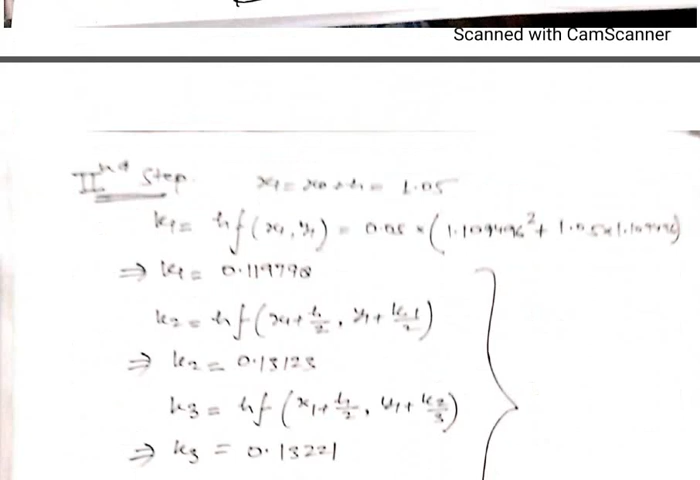 Scanned with CamScanner
IInd Step. x1 = x0 + h = 1.05
k1 = hf(x1, y1) = 0.05 × (1.109496² + 1.05 × 1.109496)
⇒ k1 = 0.119798
k2 = hf(x1 + h/2, y1 + k1/2)
⇒ k2 = 0.13123
k3 = hf(x1 + h/2, y1 + k2/3)
⇒ k3 = 0.13221